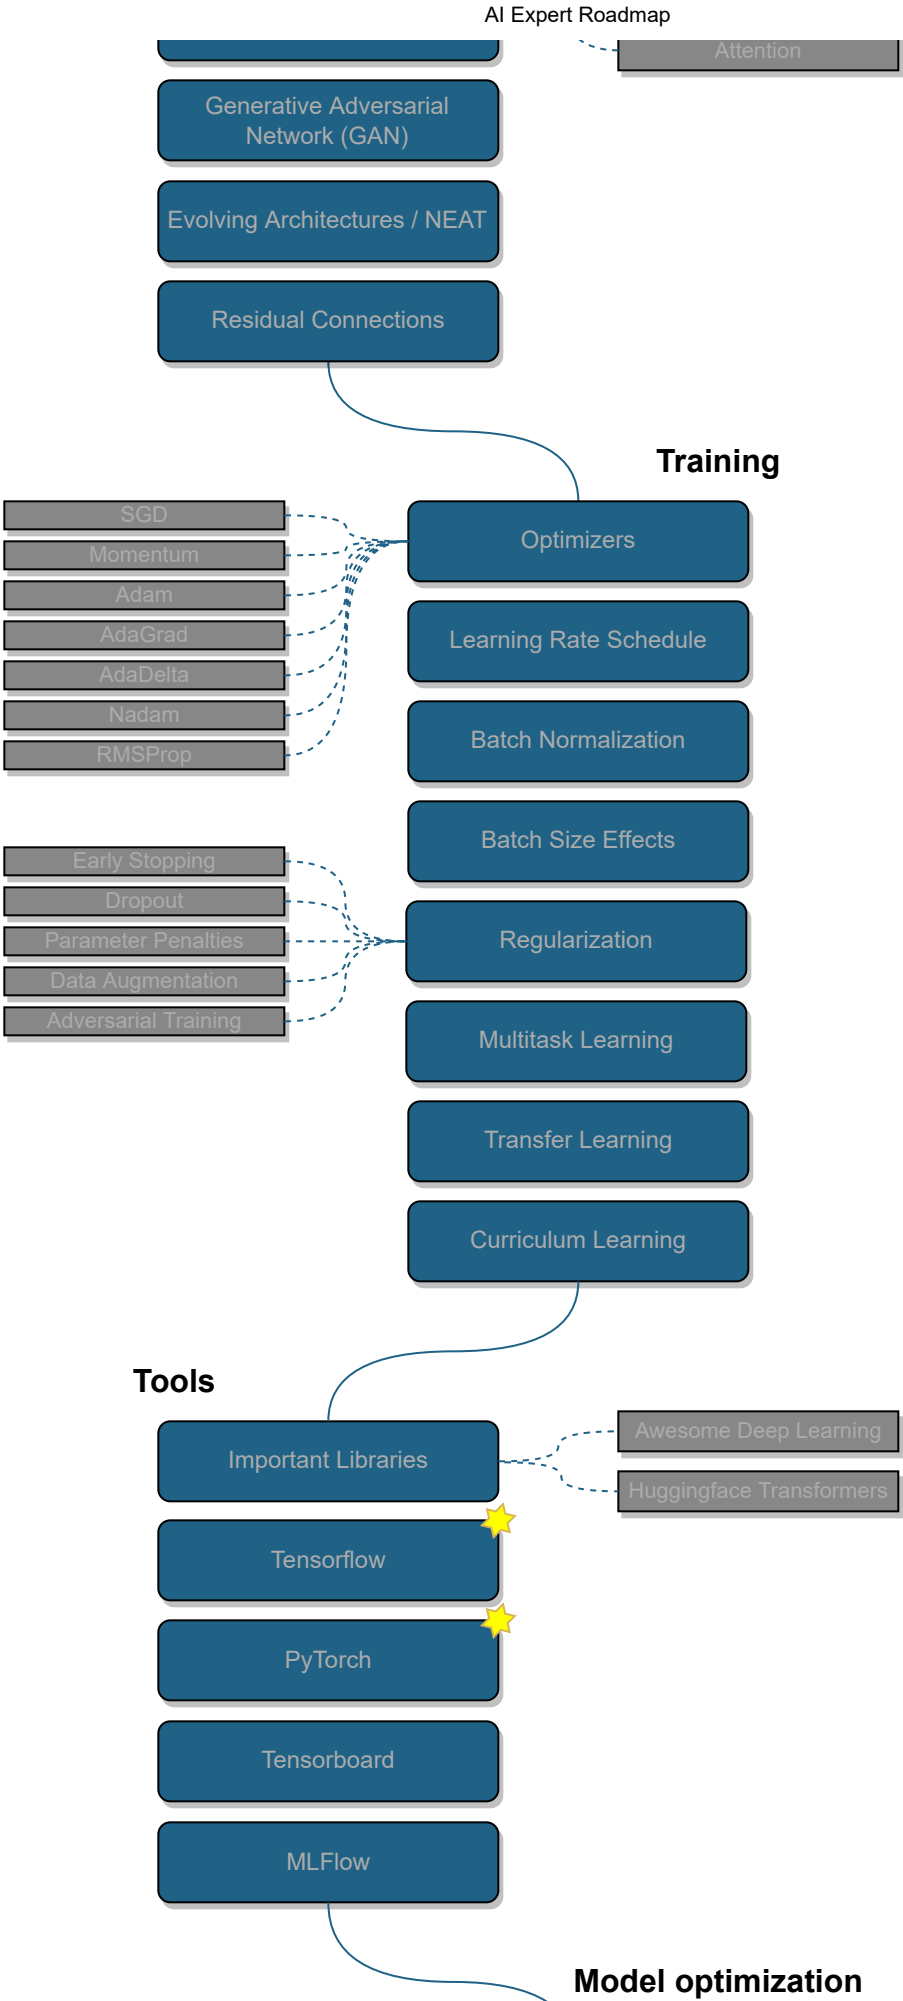 AI Expert Roadmap
Attention
Generative Adversarial
Network (GAN)
Evolving Architectures / NEAT
Residual Connections
Training
SGD
Momentum
Adam
AdaGrad
AdaDelta
Nadam
RMSProp
Optimizers
Learning Rate Schedule
Batch Normalization
Batch Size Effects
Early Stopping
Dropout
Parameter Penalties
Data Augmentation
Adversarial Training
Regularization
Multitask Learning
Transfer Learning
Curriculum Learning
Tools
Important Libraries
Awesome Deep Learning
Huggingface Transformers
Tensorflow
PyTorch
Tensorboard
MLFlow
Model optimization